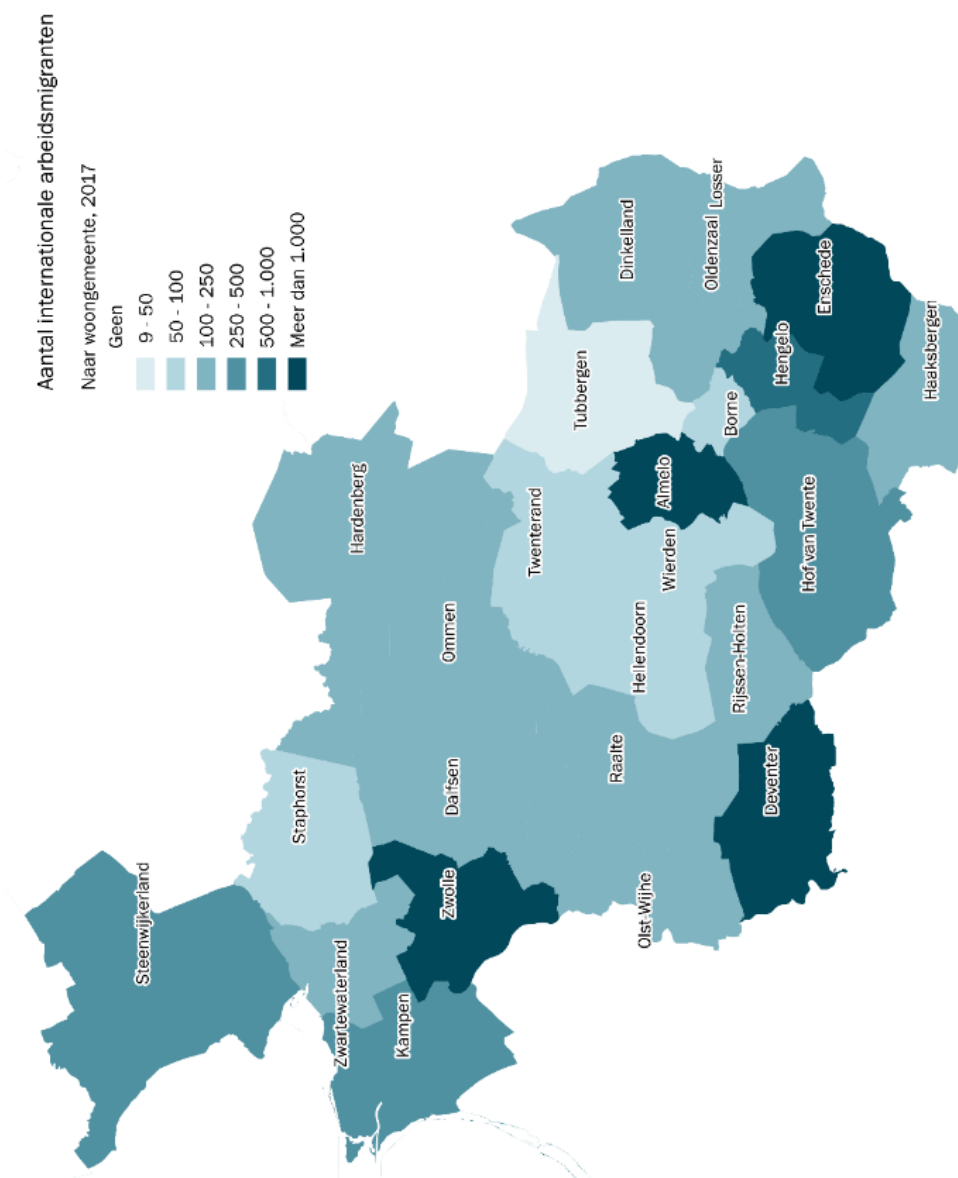 Aantal internationale arbeidsmigranten
Naar woongemeente, 2017
Geen
9 - 50
50 - 100
100 - 250
250 - 500
500 - 1.000
Meer dan 1.000
Steenwijkerland
Zwartewaterland
Kampen
Staphorst
Zwolle
Hardenberg
Dalfsen
Ommen
Olst-Wijhe
Raalte
Hellendoorn
Twenterand
Wierden
Almelo
Tubbergen
Dinkelland
Deventer
Rijssen-Holten
Hof van Twente
Borne
Hengelo
Oldenzaal
Losser
Enschede
Haaksbergen